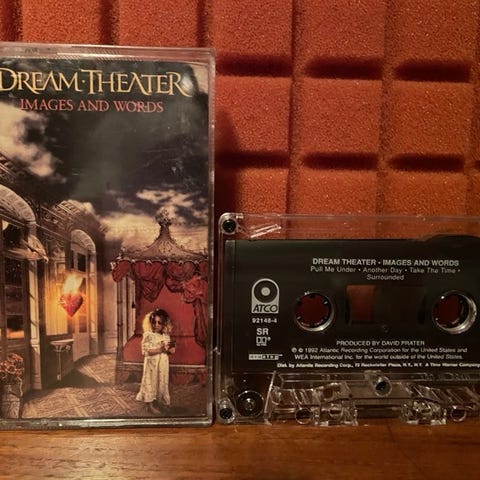 DREAM THEATER
IMAGES AND WORDS
DREAM THEATER • IMAGES AND WORDS
Pull Me Under • Another Day • Take The Time •
Surrounded
ATCO
92148-4
SR
PRODUCED BY DAVID PRATER
℗ © 1992 Atlantic Recording Corporation for the United States and
WEA International Inc. for the world outside of the United States.
Dist. by Atlantic Recording Corp., 75 Rockefeller Plaza, N.Y., N.Y. A Time Warner Company